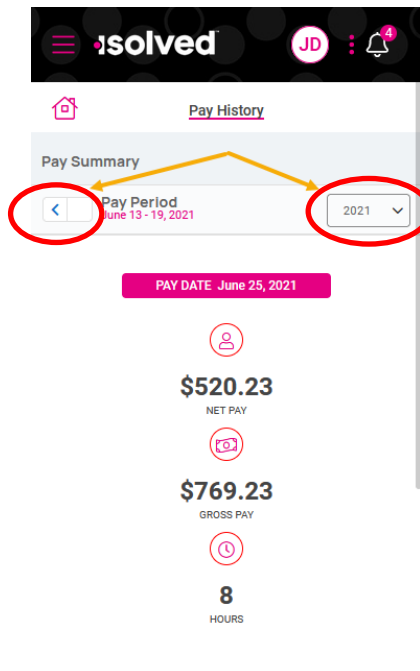 isolved
JD
4
Pay History
Pay Summary
Pay Period
June 13 - 19, 2021
2021
PAY DATE June 25, 2021
$520.23
NET PAY
$769.23
GROSS PAY
8
HOURS